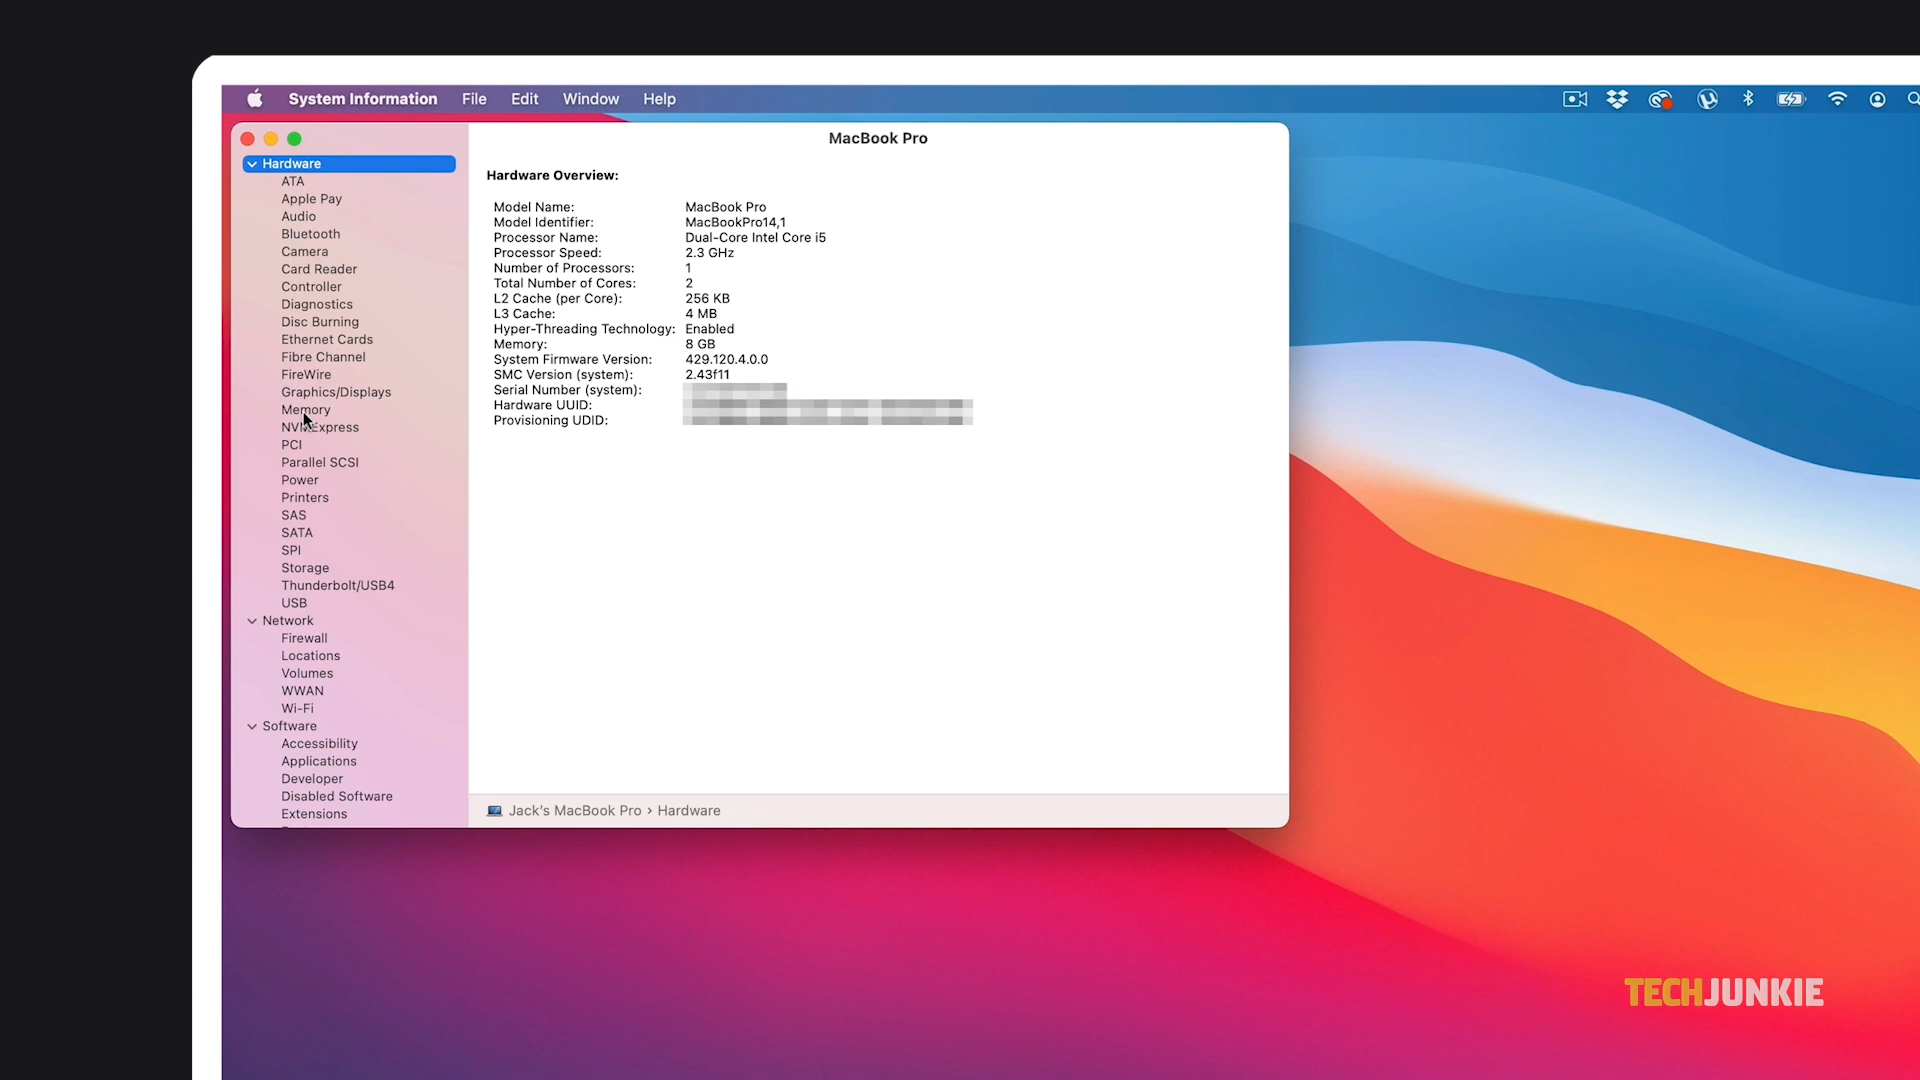 System Information File Edit Window Help
MacBook Pro
Hardware
ATA
Apple Pay
Audio
Bluetooth
Camera
Card Reader
Controller
Diagnostics
Disc Burning
Ethernet Cards
Fibre Channel
FireWire
Graphics/Displays
Memory
NVMExpress
PCI
Parallel SCSI
Power
Printers
SAS
SATA
SPI
Storage
Thunderbolt/USB4
USB
Network
Firewall
Locations
Volumes
WWAN
Wi-Fi
Software
Accessibility
Applications
Developer
Disabled Software
Extensions
Hardware Overview:
Model Name: MacBook Pro
Model Identifier: MacBookPro14,1
Processor Name: Dual-Core Intel Core i5
Processor Speed: 2.3 GHz
Number of Processors: 1
Total Number of Cores: 2
L2 Cache (per Core): 256 KB
L3 Cache: 4 MB
Hyper-Threading Technology: Enabled
Memory: 8 GB
System Firmware Version: 429.120.4.0.0
SMC Version (system): 2.43f11
Serial Number (system):
Hardware UUID:
Provisioning UDID:
Jack's MacBook Pro › Hardware
TECHJUNKIE